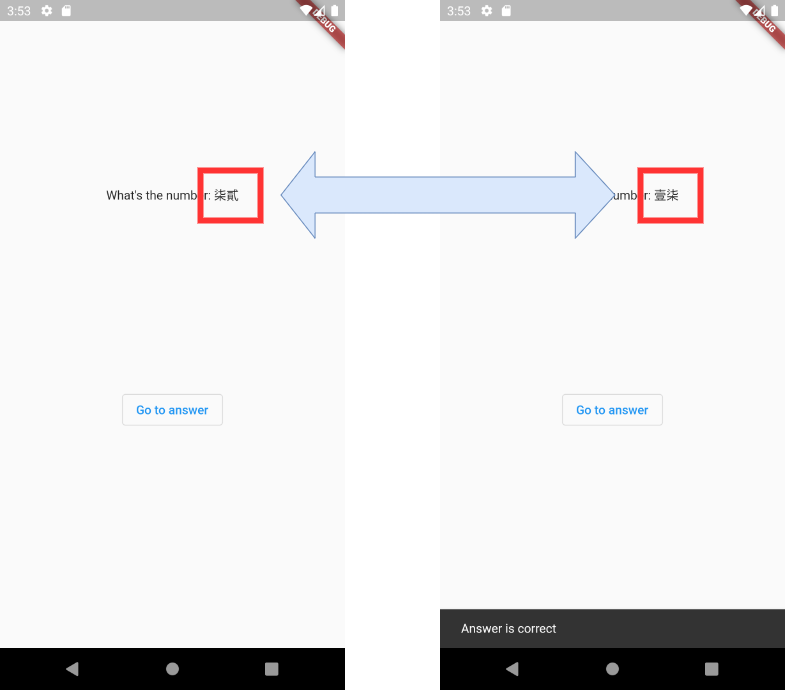 3:53
DEBUG
What's the number: 柒貳
Go to answer
3:53
DEBUG
umber: 壹柒
Go to answer
Answer is correct